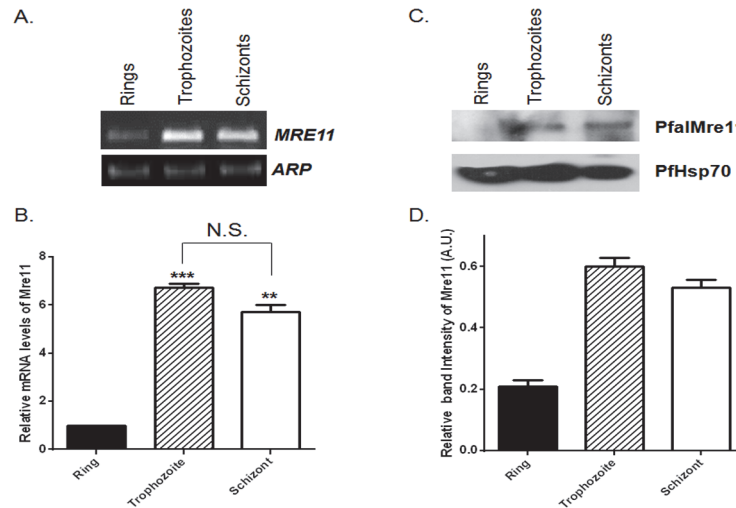 A.
Rings
Trophozoites
Schizonts
MRE11
ARP
B.
N.S.
Relative mRNA levels of Mre11
8
6
4
2
0
***
**
Ring
Trophozoite
Schizont
C.
Rings
Trophozoites
Schizonts
PfalMre1
PfHsp70
D.
Relative band Intensity of Mre11 (A.U.)
0.6
0.4
0.2
0.0
Ring
Trophozoite
Schizont